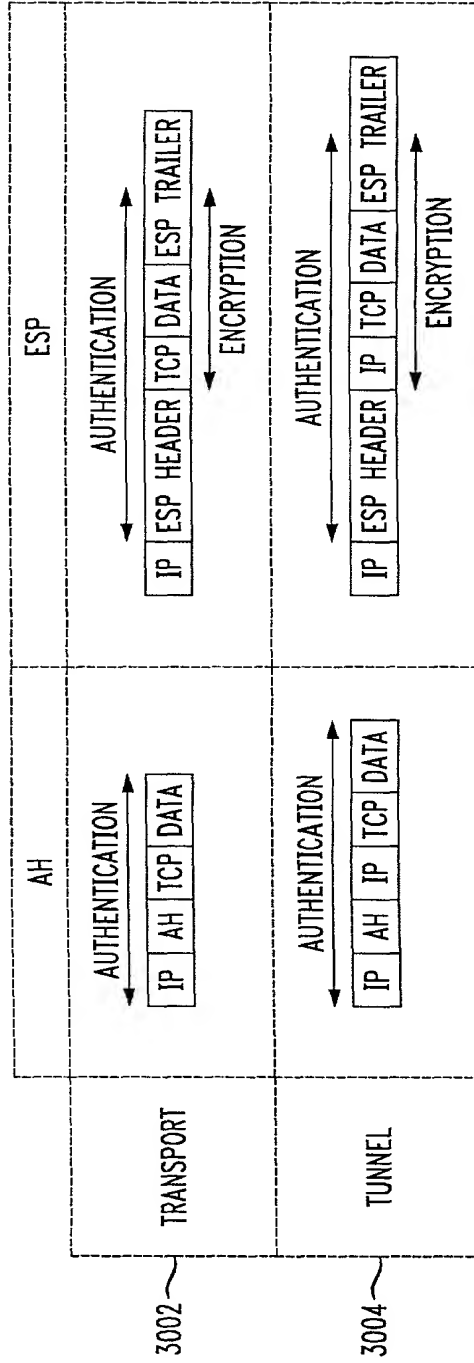 AH
ESP
3002
TRANSPORT
AUTHENTICATION
IP AH TCP DATA
AUTHENTICATION
IP ESP HEADER TCP DATA ESP TRAILER
ENCRYPTION
3004
TUNNEL
AUTHENTICATION
IP AH IP TCP DATA
AUTHENTICATION
IP ESP HEADER IP TCP DATA ESP TRAILER
ENCRYPTION